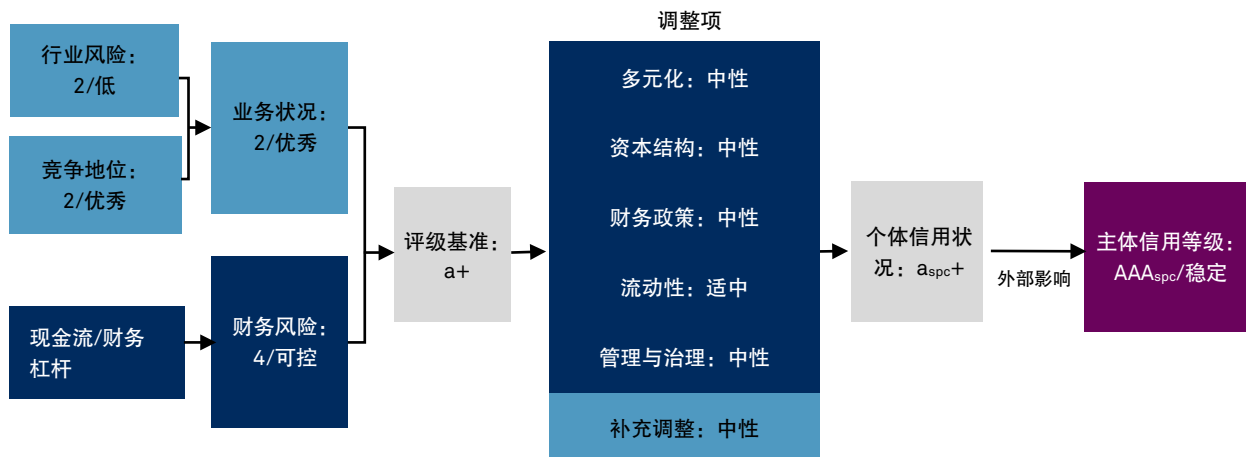 调整项
行业风险：
2/低
竞争地位：
2/优秀
业务状况：
2/优秀
现金流/财务
杠杆
财务风险：
4/可控
评级基准：
a+
多元化：中性
资本结构：中性
财务政策：中性
流动性：适中
管理与治理：中性
补充调整：中性
个体信用状
况：aspc+
外部影响
主体信用等级：
AAAspc/稳定